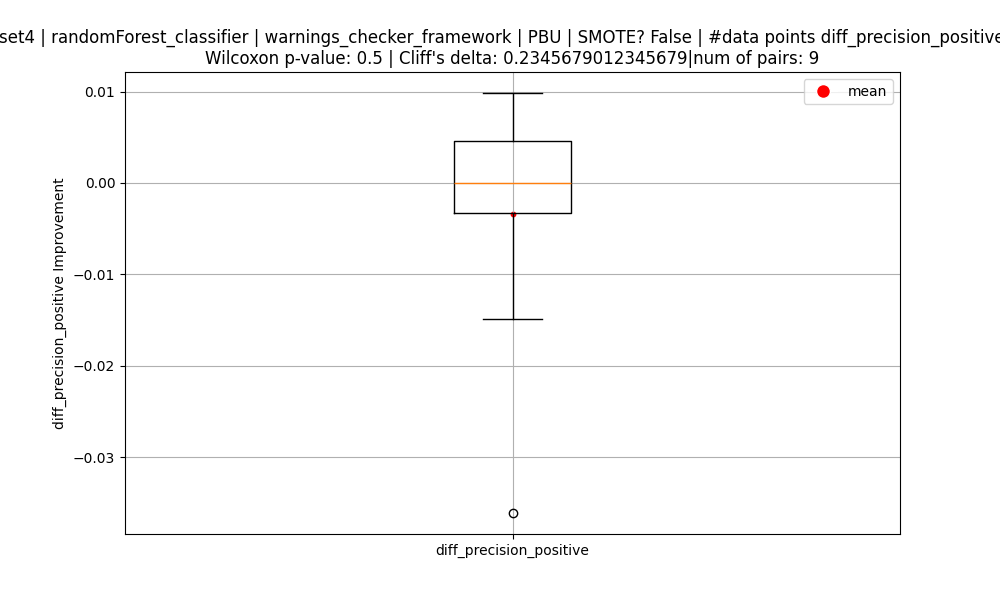 set4 | randomForest_classifier | warnings_checker_framework | PBU | SMOTE? False | #data points diff_precision_positive
Wilcoxon p-value: 0.5 | Cliff's delta: 0.2345679012345679|num of pairs: 9
mean
0.01
0.00
−0.01
−0.02
−0.03
diff_precision_positive Improvement
diff_precision_positive